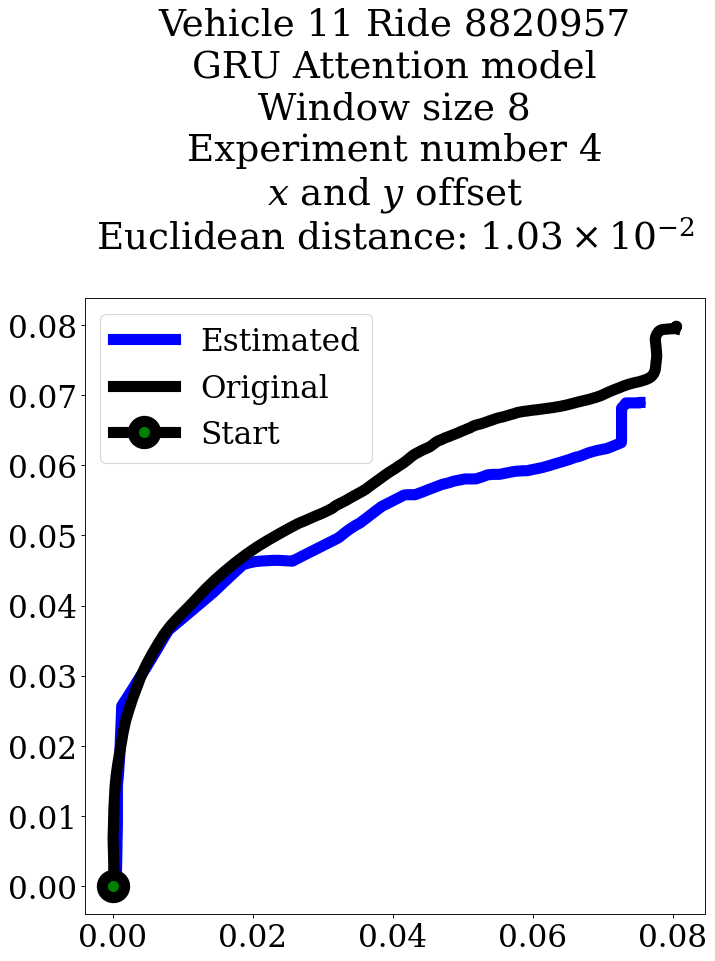 Vehicle 11 Ride 8820957
GRU Attention model
Window size 8
Experiment number 4
x and y offset
Euclidean distance: 1.03 × 10⁻²
Estimated
Original
Start
0.08
0.07
0.06
0.05
0.04
0.03
0.02
0.01
0.00
0.00 0.02 0.04 0.06 0.08